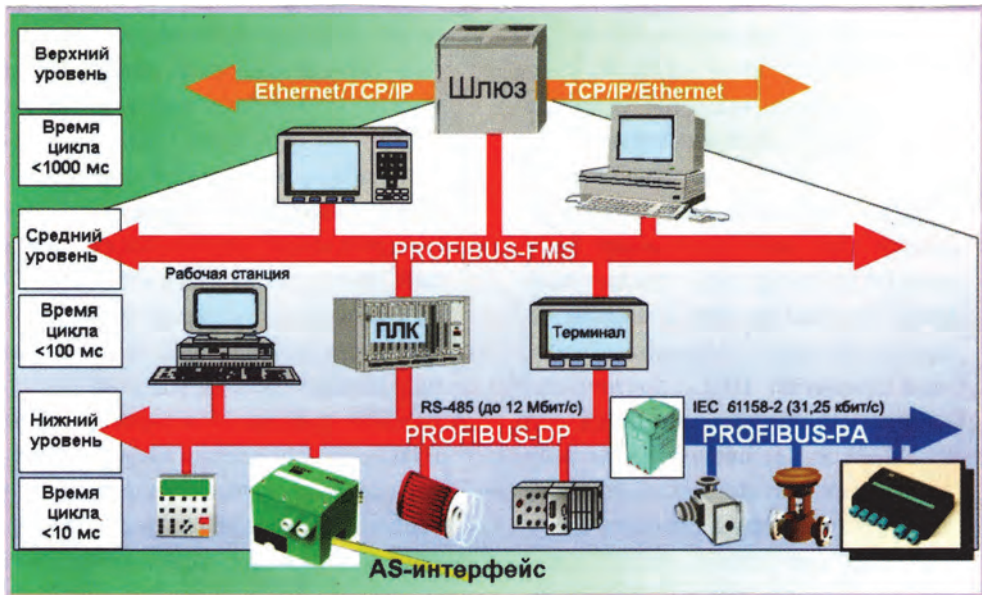 Верхний
уровень
Ethernet/TCP/IP
Шлюз
TCP/IP/Ethernet
Время
цикла
<1000 мс
Средний
уровень
PROFIBUS-FMS
Рабочая станция
Время
цикла
<100 мс
ПЛК
Терминал
Нижний
уровень
RS-485 (до 12 Мбит/с)
IEC 61158-2 (31,25 кбит/с)
PROFIBUS-DP
PROFIBUS-PA
Время
цикла
<10 мс
AS-интерфейс